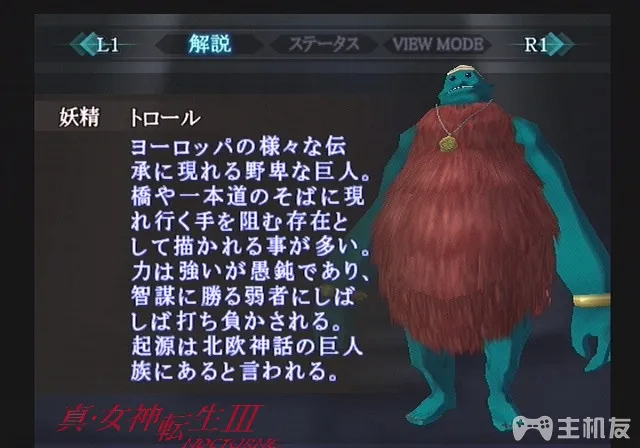 L1 解説 ステータス VIEW MODE R1
妖精 トロール
ヨーロッパの様々な伝
承に現れる野卑な巨人。
橋や一本道のそばに現
れ行く手を阻む存在と
して描かれる事が多い。
力は強いが愚鈍であり、
智謀に勝る弱者にしば
しば打ち負かされる。
起源は北欧神話の巨人
族にあると言われる。
真・女神転生III
NOCTURNE
主机友